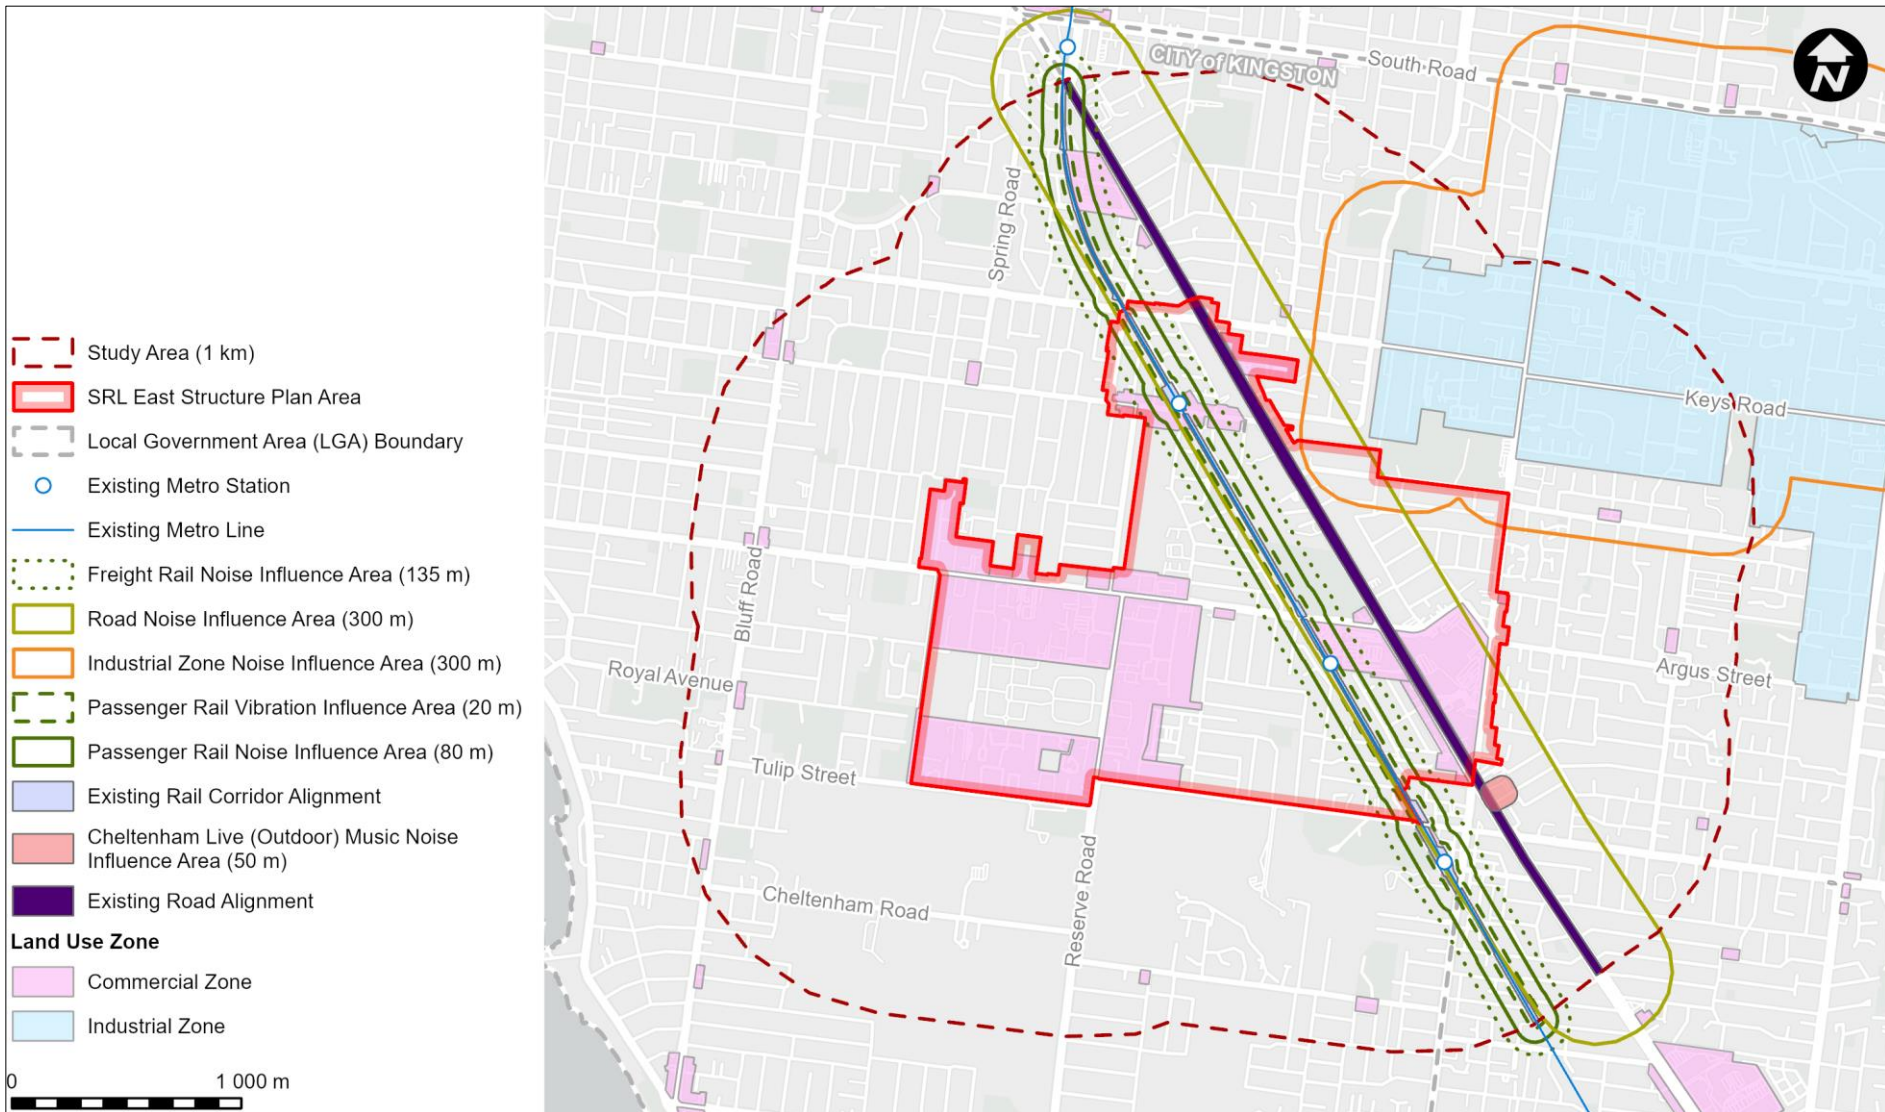 Study Area (1 km)
SRL East Structure Plan Area
Local Government Area (LGA) Boundary
Existing Metro Station
Existing Metro Line
Freight Rail Noise Influence Area (135 m)
Road Noise Influence Area (300 m)
Industrial Zone Noise Influence Area (300 m)
Passenger Rail Vibration Influence Area (20 m)
Passenger Rail Noise Influence Area (80 m)
Existing Rail Corridor Alignment
Cheltenham Live (Outdoor) Music Noise
Influence Area (50 m)
Existing Road Alignment
Land Use Zone
Commercial Zone
Industrial Zone
0 1 000 m
CITY of KINGSTON
South Road
N
Spring Road
Keys Road
Bluff Road
Royal Avenue
Argus Street
Tulip Street
Cheltenham Road
Reserve Road